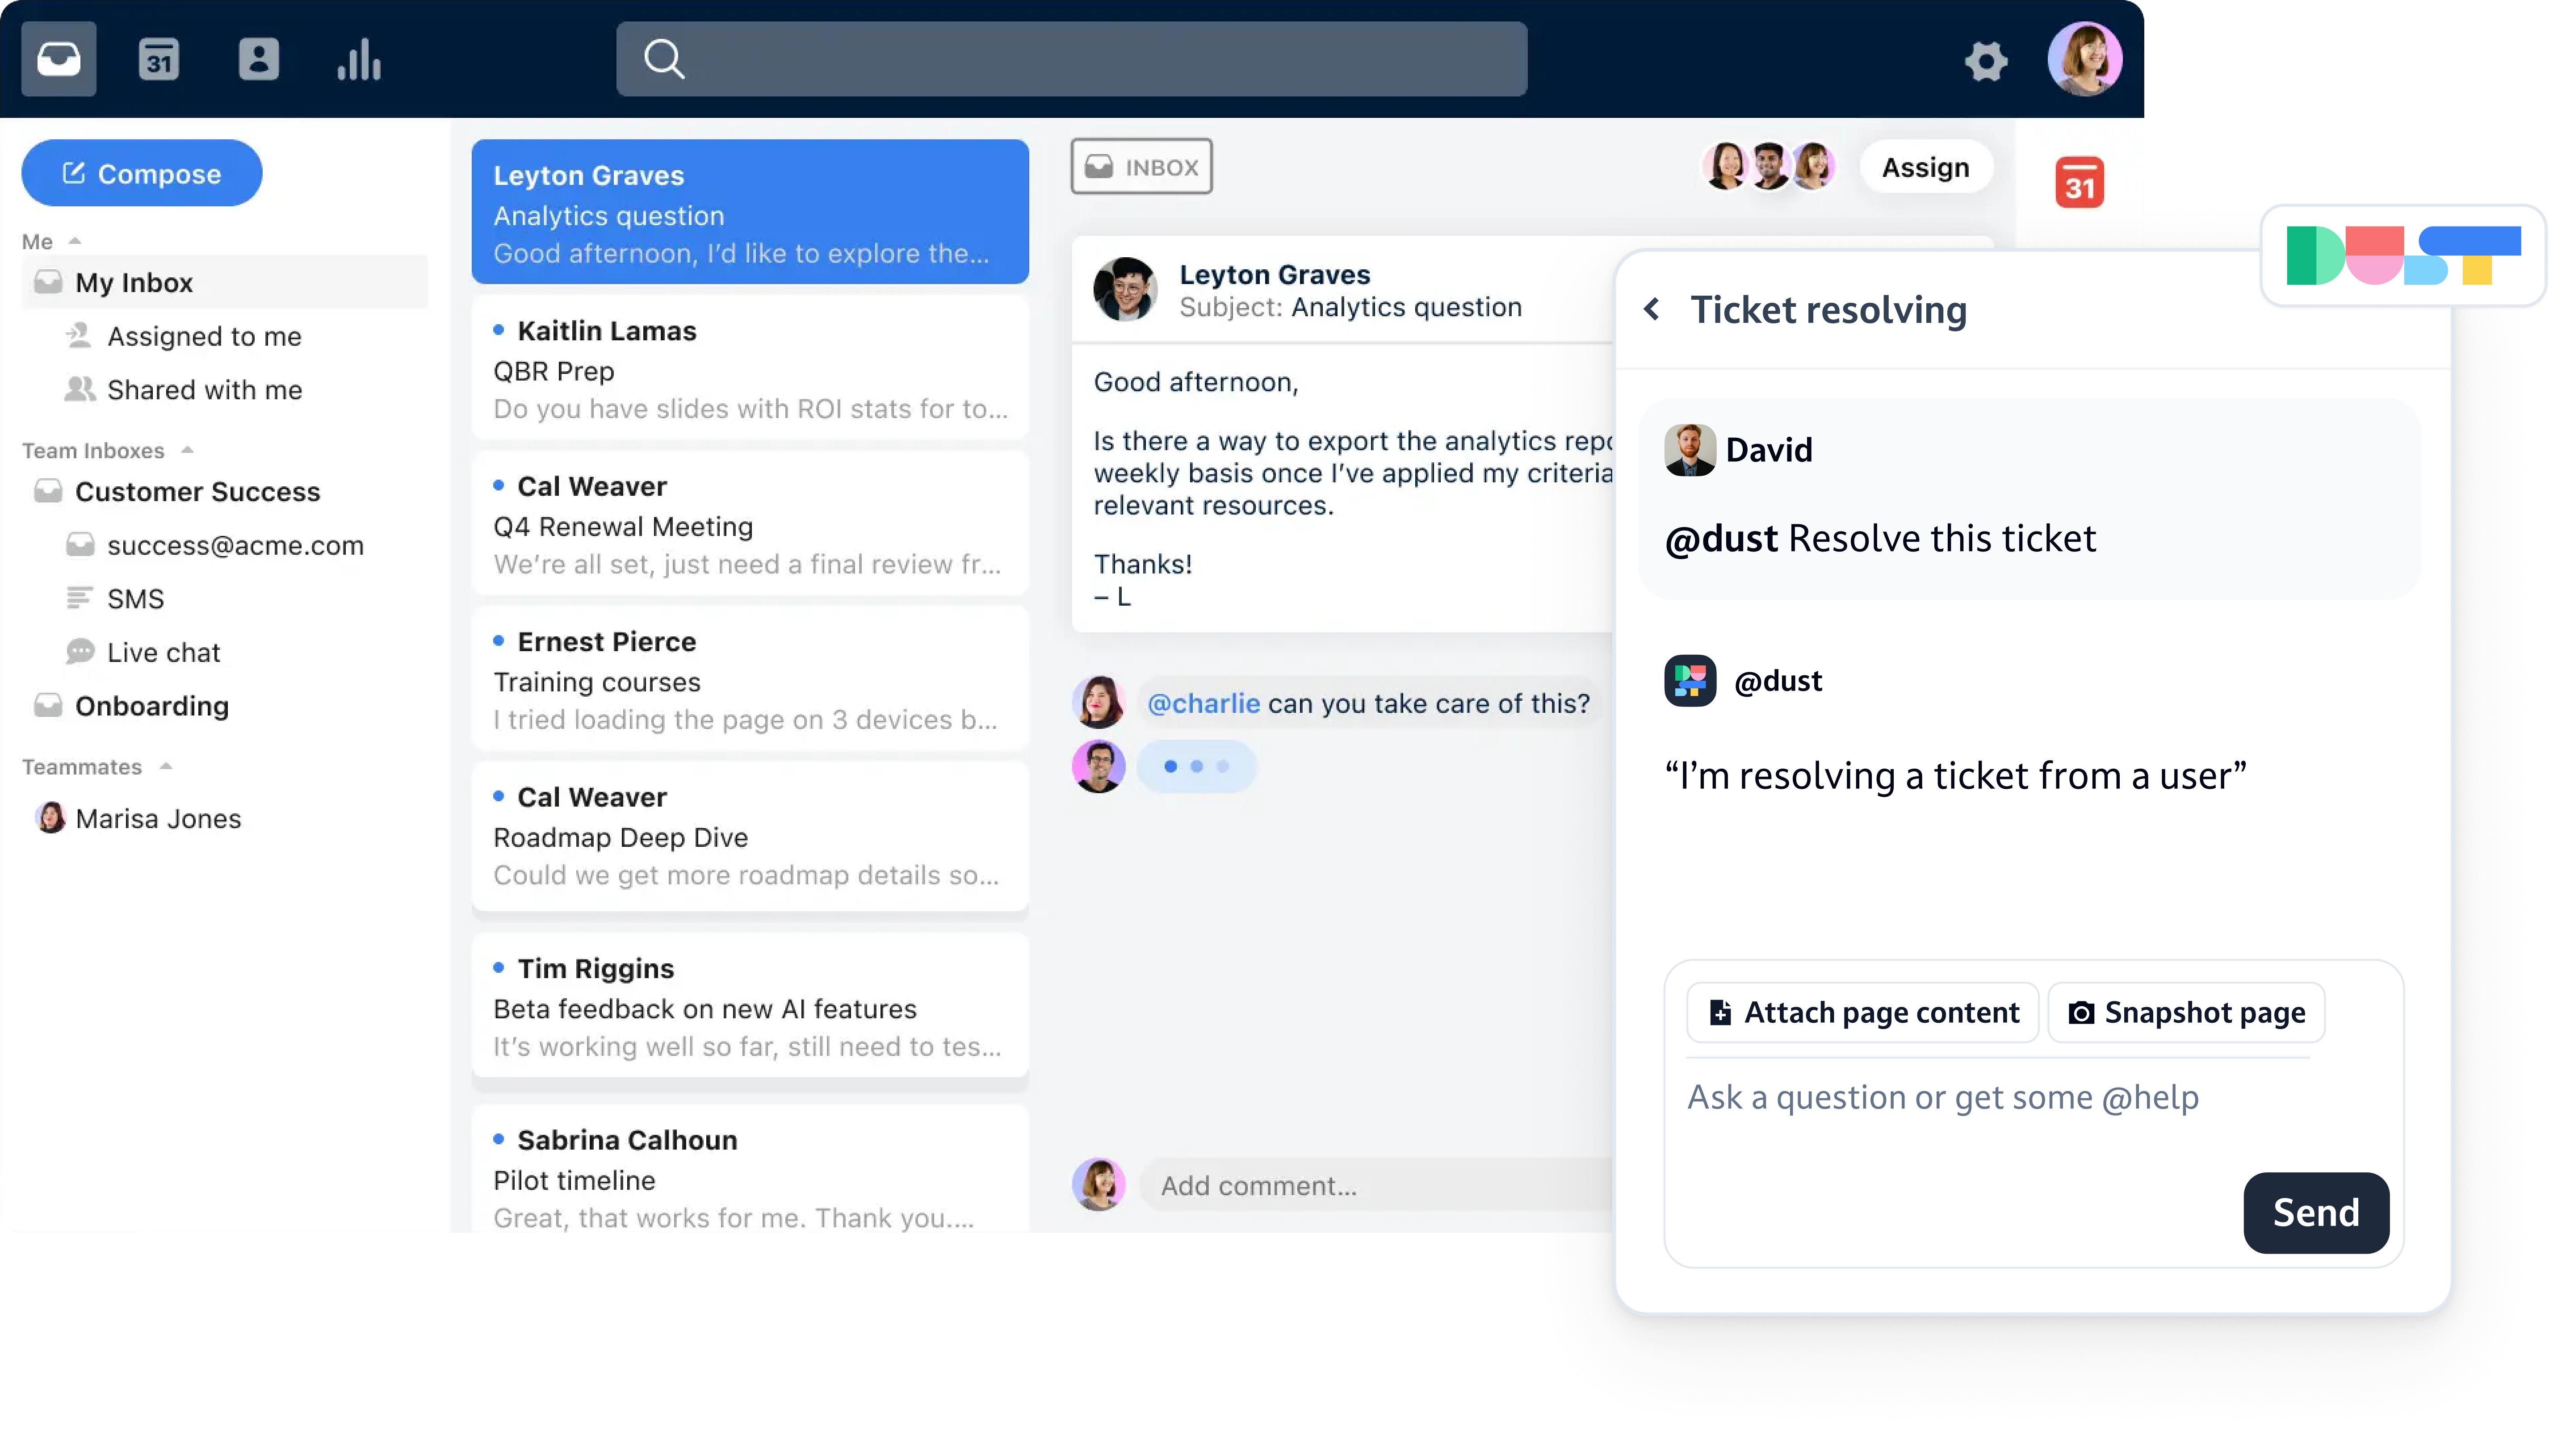 31
Compose
Me
My Inbox
Assigned to me
Shared with me
Team Inboxes
Customer Success
success@acme.com
SMS
Live chat
Onboarding
Teammates
Marisa Jones
Leyton Graves
Analytics question
Good afternoon, I’d like to explore the...
Kaitlin Lamas
QBR Prep
Do you have slides with ROI stats for to...
Cal Weaver
Q4 Renewal Meeting
We’re all set, just need a final review fr...
Ernest Pierce
Training courses
I tried loading the page on 3 devices b...
Cal Weaver
Roadmap Deep Dive
Could we get more roadmap details so...
Tim Riggins
Beta feedback on new AI features
It’s working well so far, still need to tes...
Sabrina Calhoun
Pilot timeline
Great, that works for me. Thank you....
INBOX
Assign
31
Leyton Graves
Subject: Analytics question
Good afternoon,
Is there a way to export the analytics
weekly basis once I’ve applied my criteria
relevant resources.
Thanks!
– L
@charlie can you take care of this?
Add comment...
DUST
Ticket resolving
David
@dust Resolve this ticket
@dust
“I’m resolving a ticket from a user”
Attach page content
Snapshot page
Ask a question or get some @help
Send